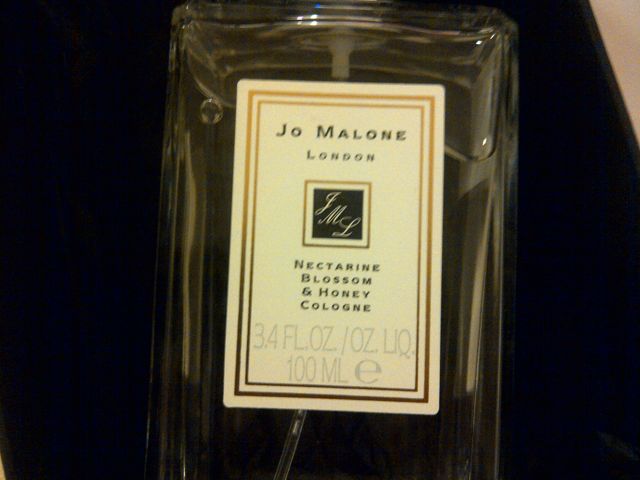 Jo Malone
London
JML
Nectarine
Blossom
& Honey
Cologne
3.4 FL.OZ./OZ. LIQ.
100 ML e